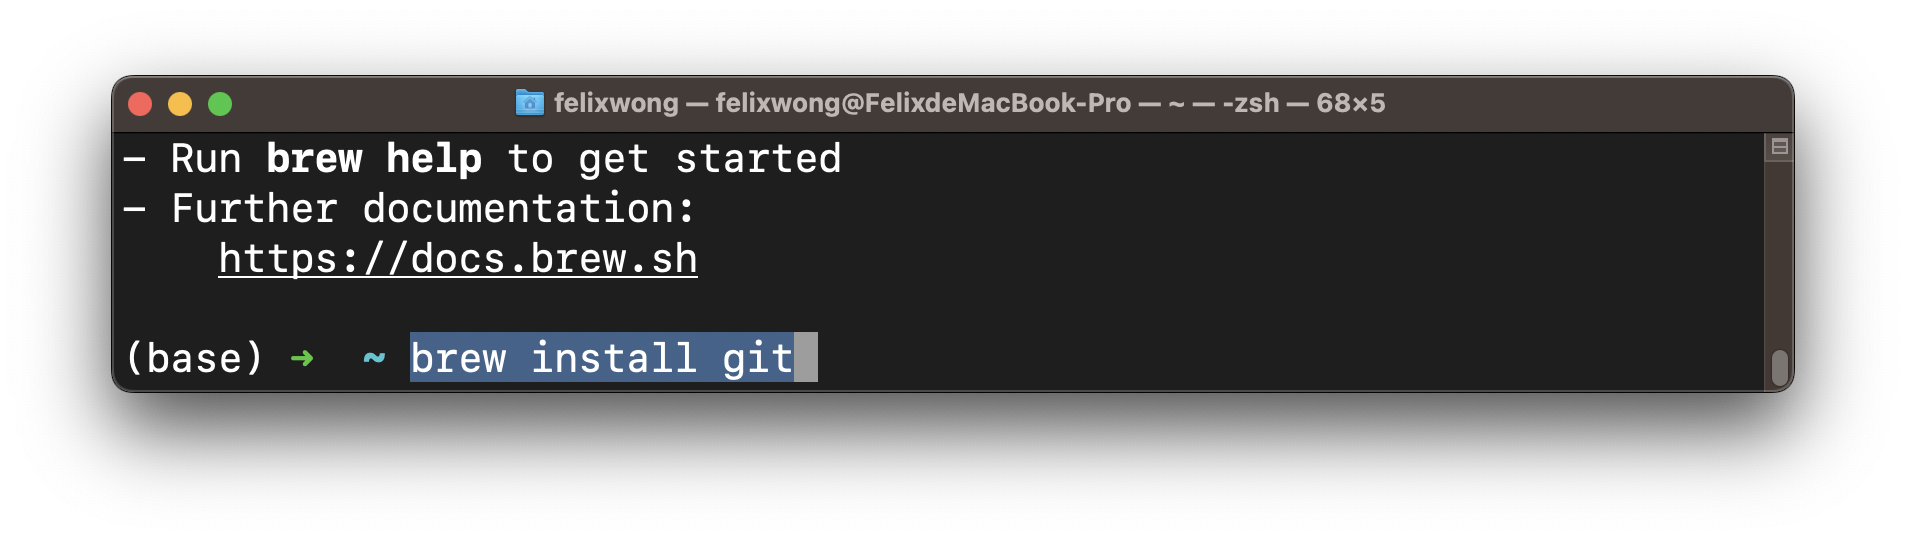 felixwong — felixwong@FelixdeMacBook-Pro — ~ — -zsh — 68×5
– Run brew help to get started
– Further documentation:
https://docs.brew.sh
(base) ➜ ~ brew install git